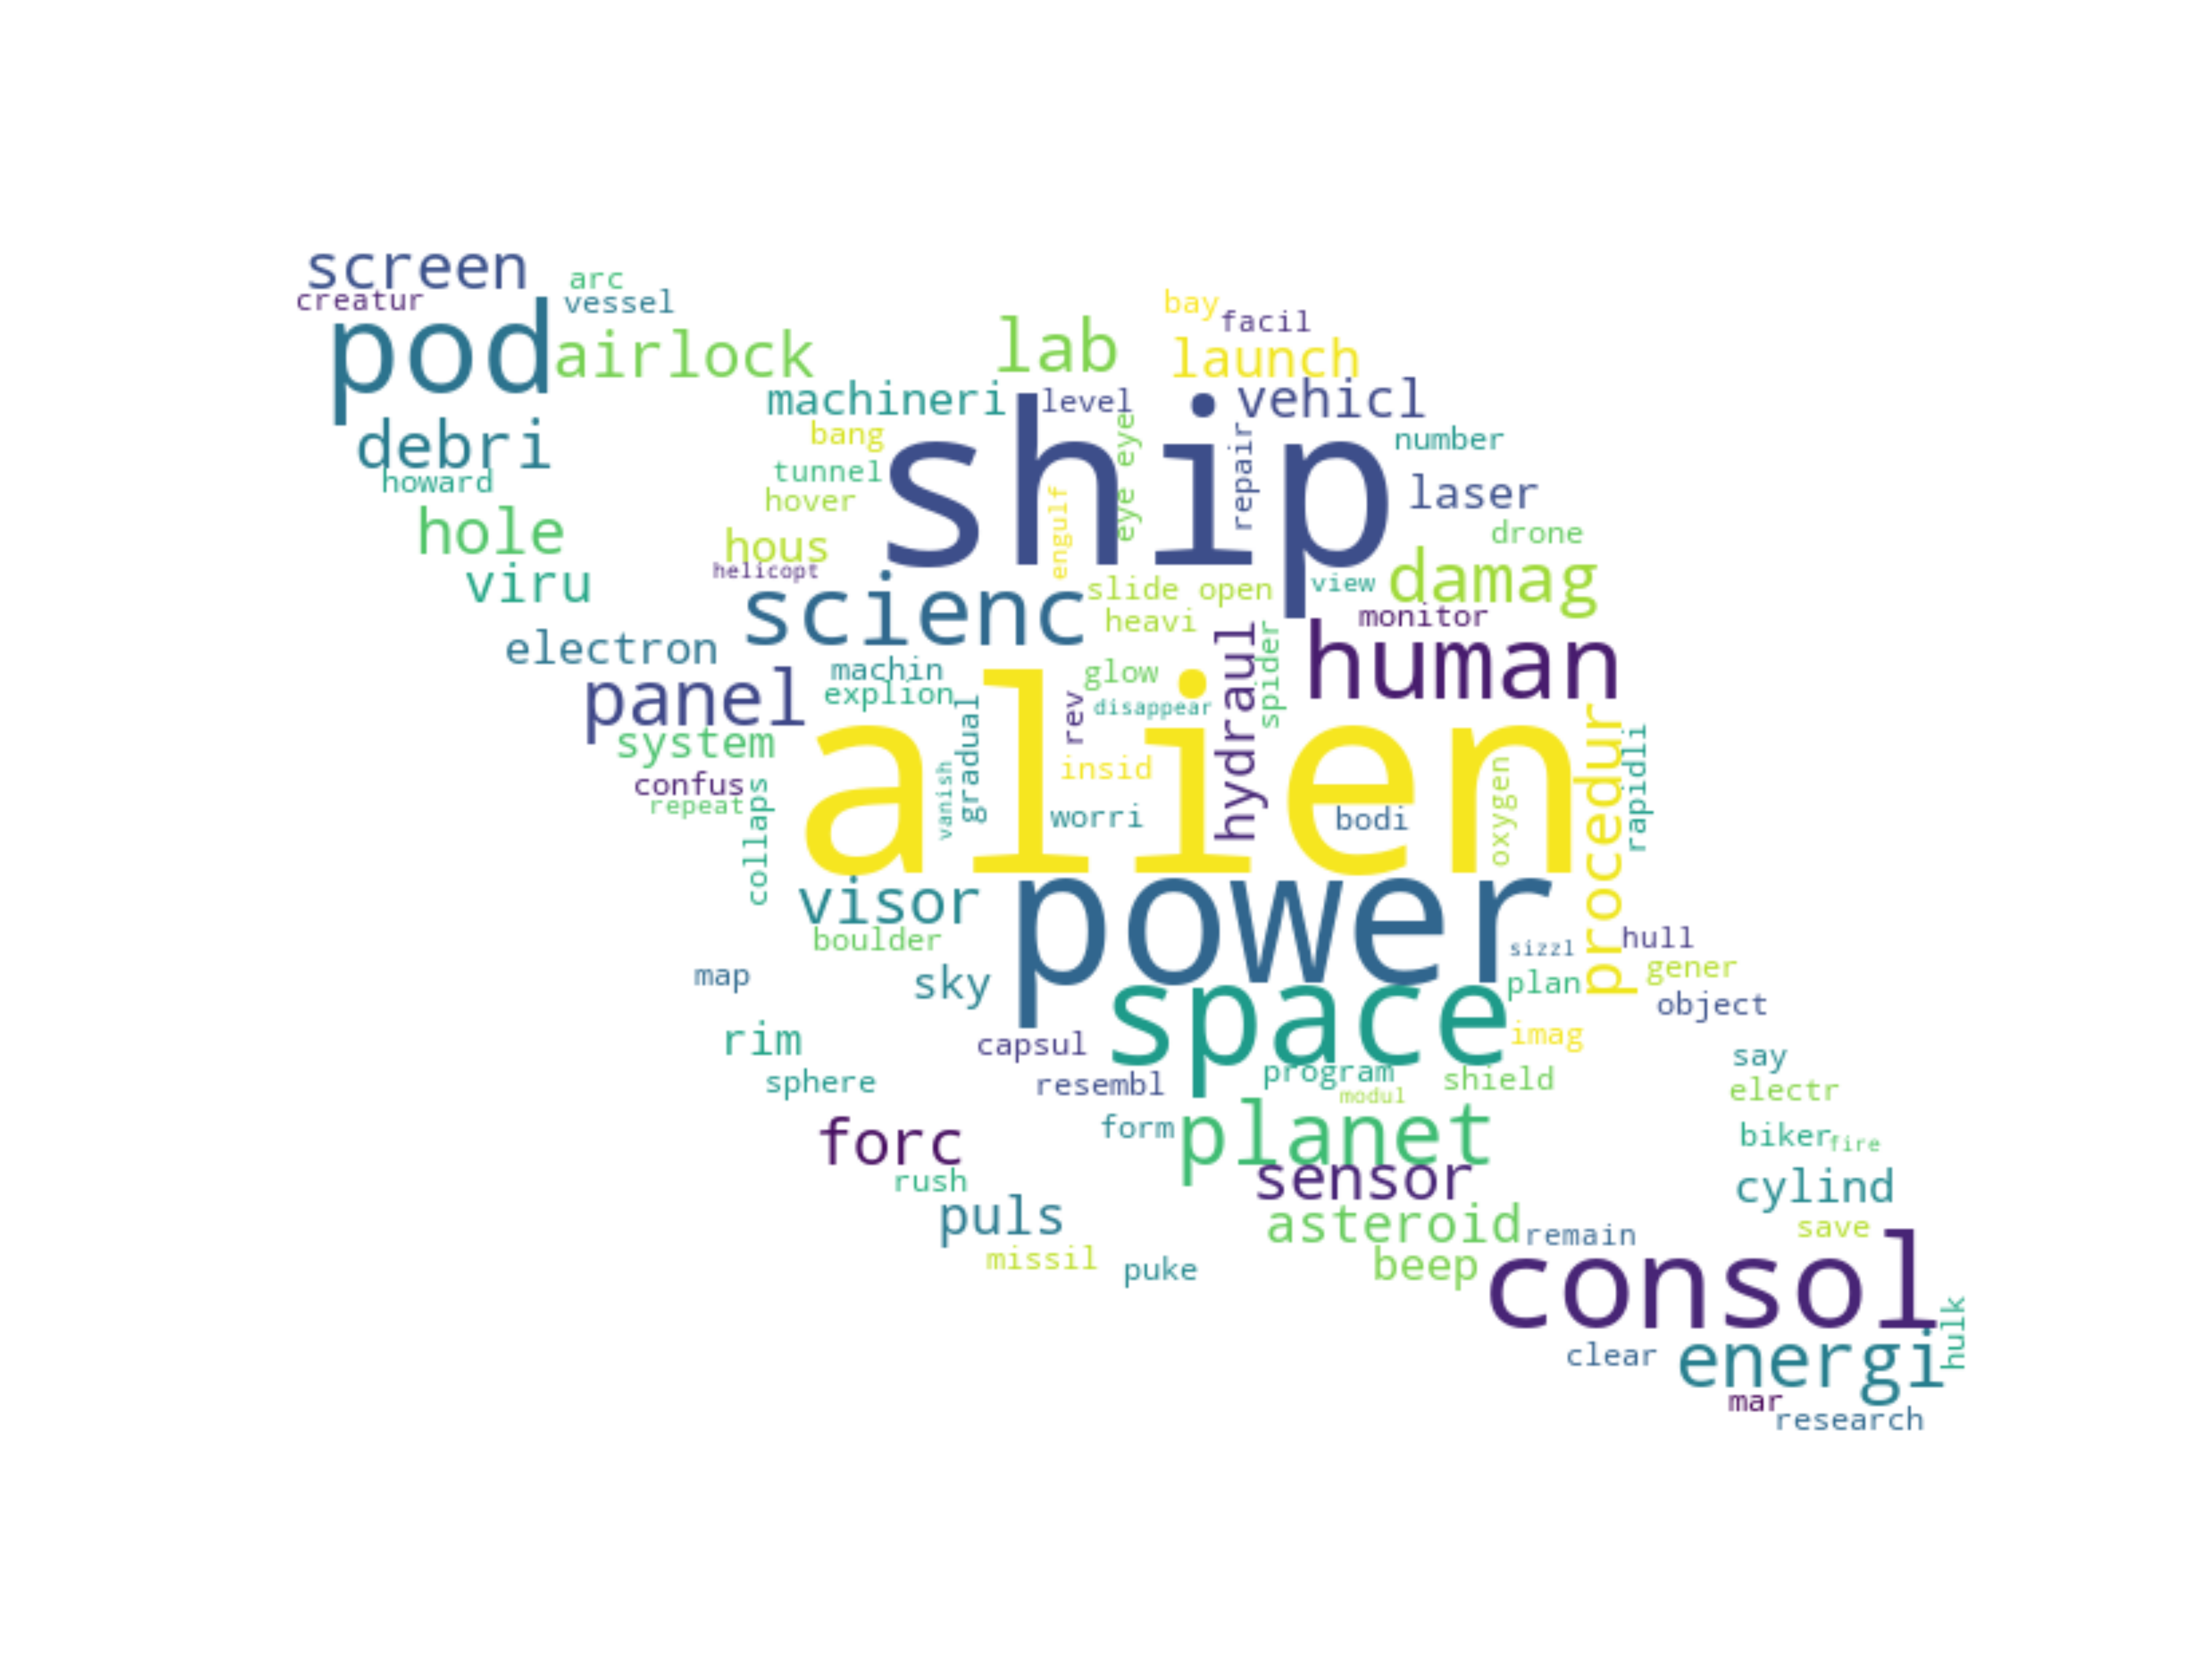 screen
arc
creatur
vessel
bay
facil
pod
airlock
lab
launch
machineri
level
vehicl
debri
bang
eye eye
repair
number
howard
tunnel
ship
laser
hover
engulf
hole
drone
hous
helicopt
viru
slide open
view
damag
scienc
heavi
monitor
electron
human
machin
glow
hydraul
spider
panel
explion
gradual
rev
disappear
system
alien
procedur
rapidli
confus
vanish
insid
oxygen
repeat
collaps
worri
bodi
visor
power
boulder
sizzl
hull
map
sky
plan
gener
space
object
rim
capsul
imag
say
sphere
resembl
program
shield
electr
modul
forc
form
planet
biker
fire
rush
sensor
cylind
puls
asteroid
remain
save
missil
puke
beep
consol
hulk
clear
energi
mar
research